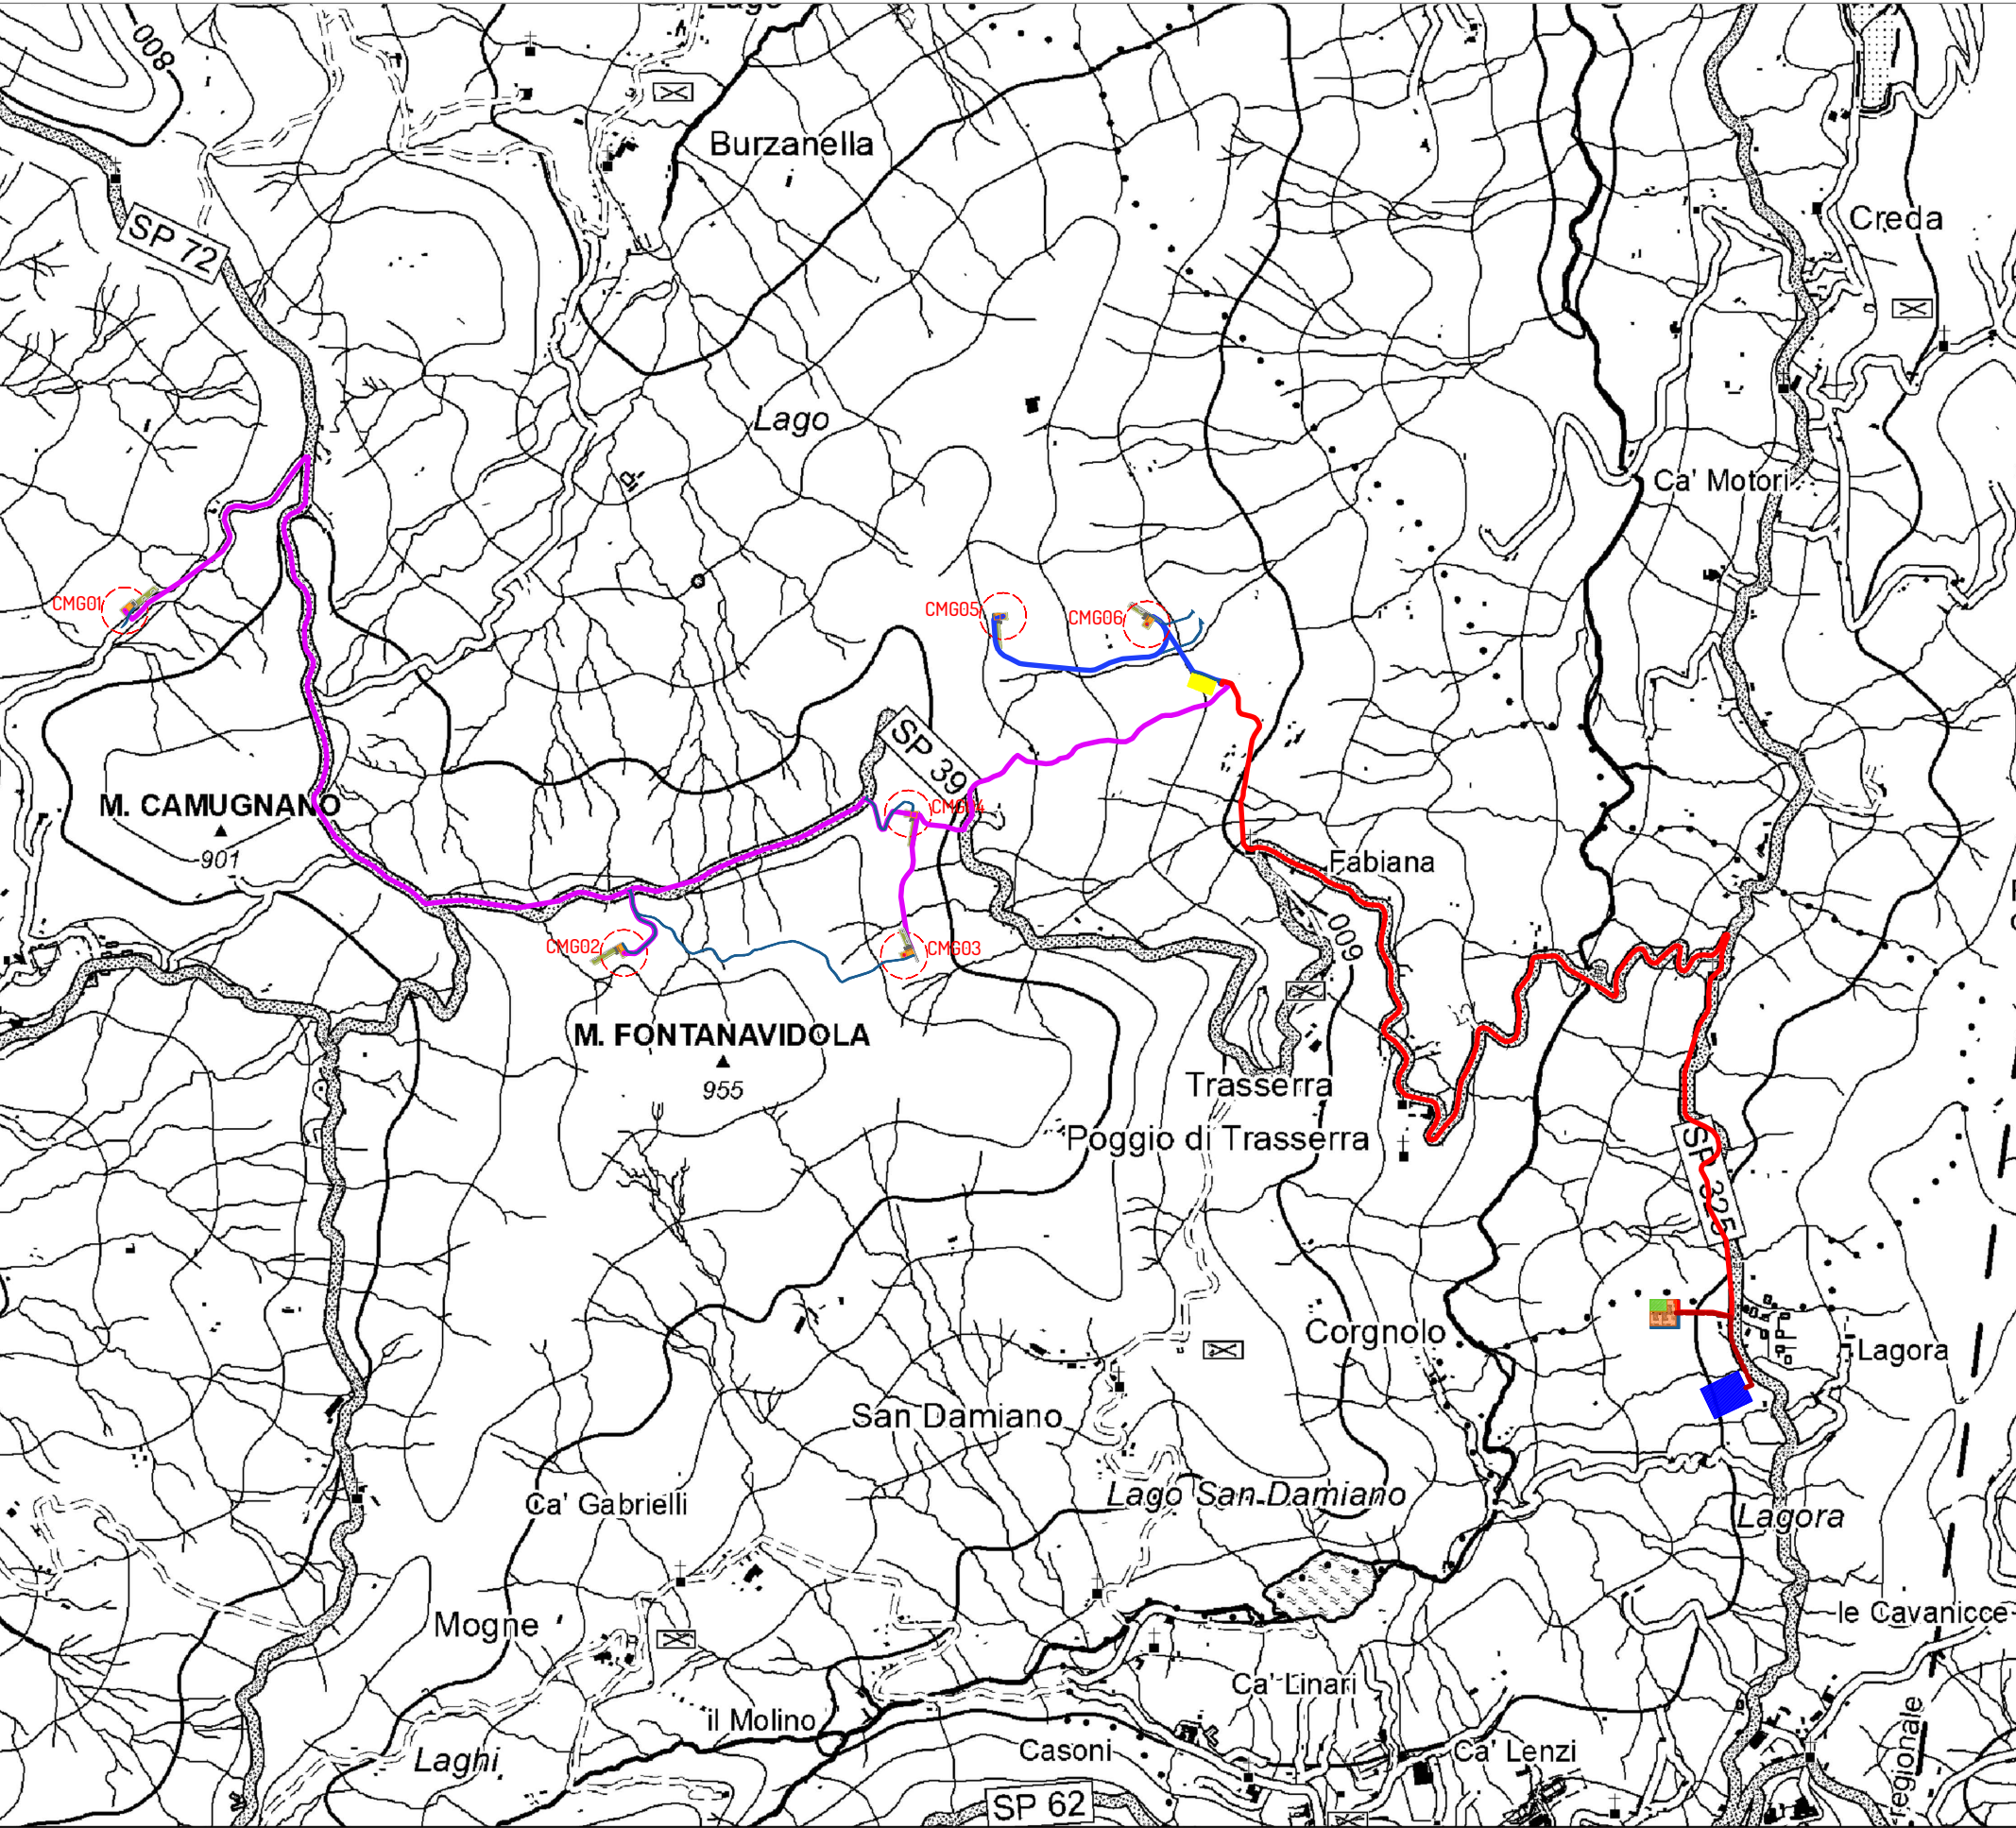 800
Burzanella
SP 72
Creda
Lago
Ca' Motori
CMG01
CMG05
CMG06
SP 39
M. CAMUGNANO
901
Fabiana
CMG02
CMG03
600
M. FONTANAVIDOLA
955
Trasserra
Poggio di Trasserra
SP 325
Corgnolo
Lagora
San Damiano
Ca' Gabrielli
Lago San Damiano
Lagora
Mogne
le Cavanicce
Ca' Linari
il Molino
Laghi
Casoni
Ca' Lenzi
regionale
SP 62